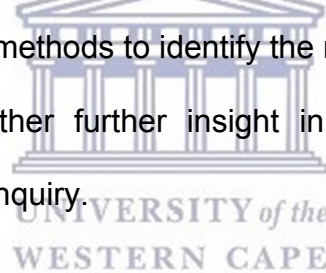 methods to identify the
ther further insight in
nquiry.
UNIVERSITY of the
WESTERN CAPE